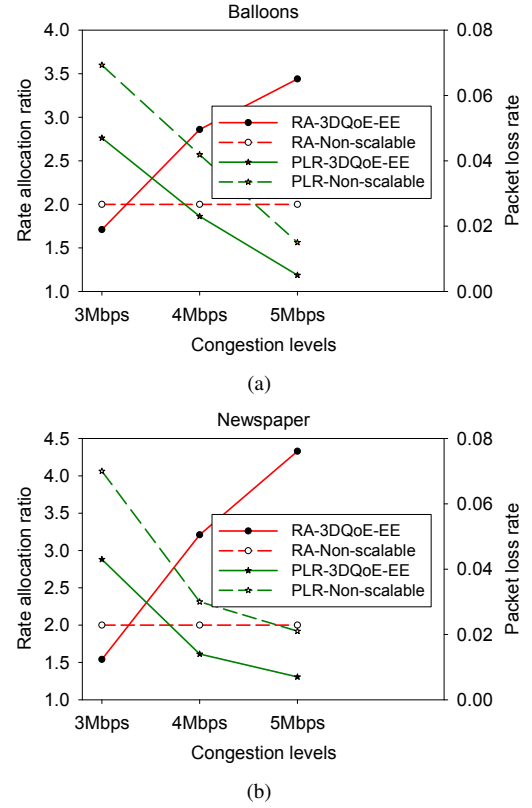 Balloons
4.0
3.5
3.0
2.5
2.0
1.5
1.0
Rate allocation ratio
0.08
0.06
0.04
0.02
0.00
Packet loss rate
RA-3DQoE-EE
RA-Non-scalable
PLR-3DQoE-EE
PLR-Non-scalable
3Mbps 4Mbps 5Mbps
Congestion levels
(a)
Newspaper
4.5
4.0
3.5
3.0
2.5
2.0
1.5
1.0
Rate allocation ratio
0.08
0.06
0.04
0.02
0.00
Packet loss rate
RA-3DQoE-EE
RA-Non-scalable
PLR-3DQoE-EE
PLR-Non-scalable
3Mbps 4Mbps 5Mbps
Congestion levels
(b)